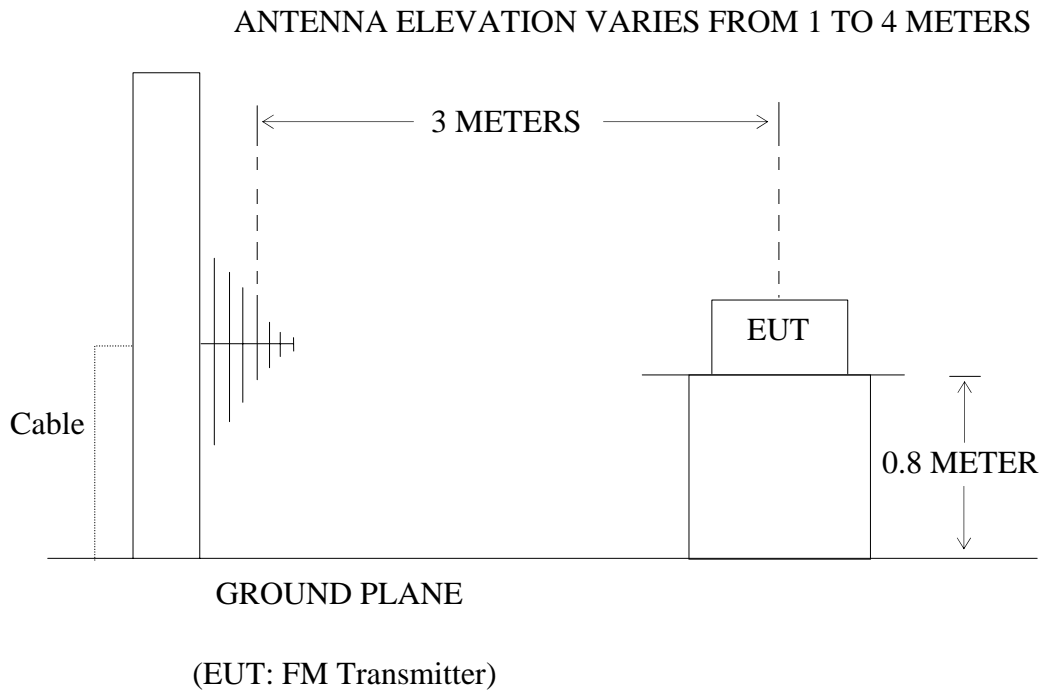 ANTENNA ELEVATION VARIES FROM 1 TO 4 METERS
3 METERS
EUT
Cable
0.8 METER
GROUND PLANE
(EUT: FM Transmitter)